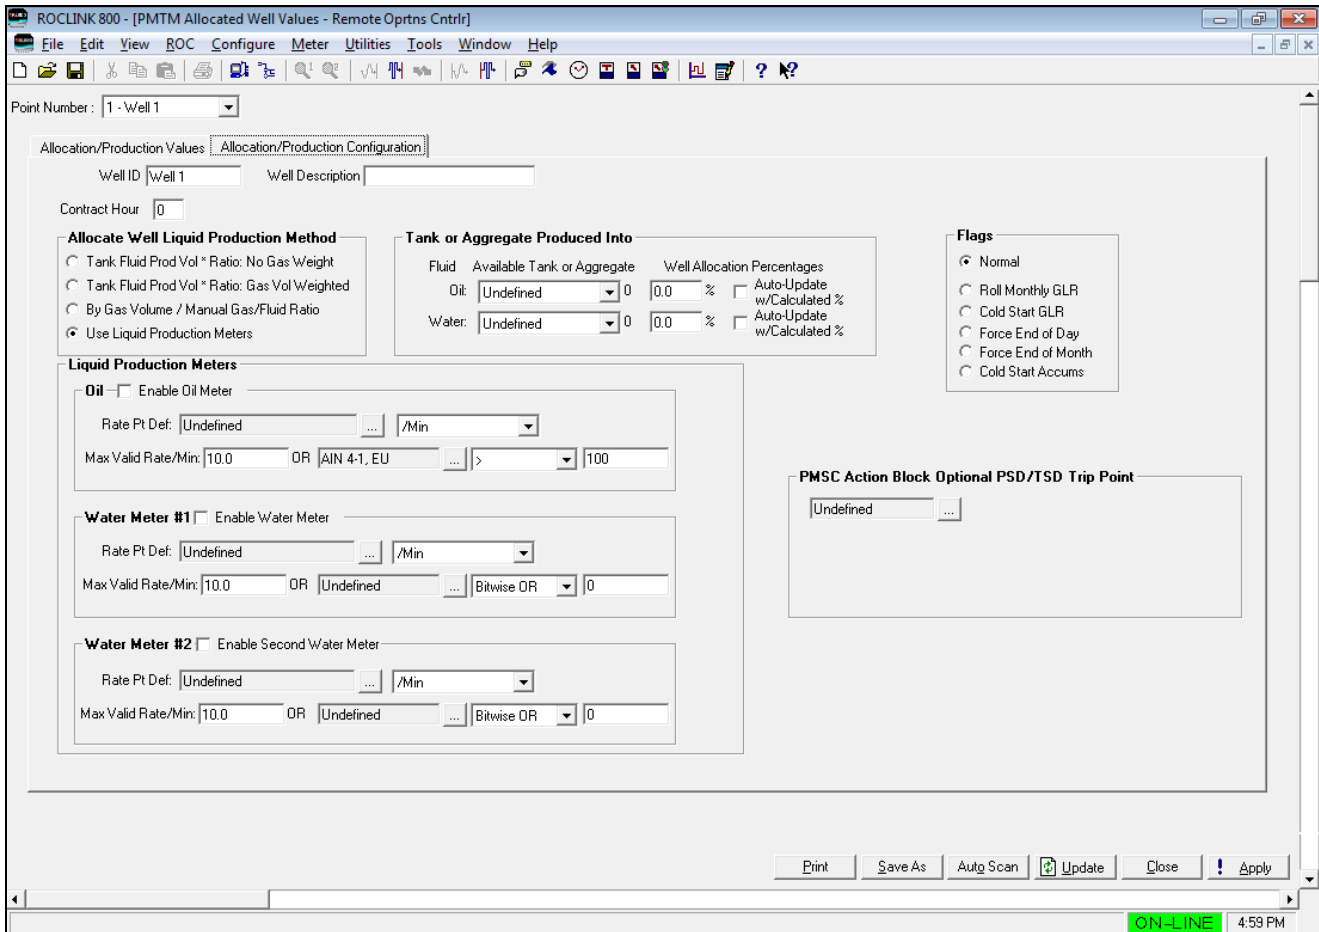 ROCLINK 800 - [PMTM Allocated Well Values - Remote Oprtns Cntrlr]
File Edit View ROC Configure Meter Utilities Tools Window Help
Point Number : 1 - Well 1
Allocation/Production Values Allocation/Production Configuration
Well ID Well 1 Well Description
Contract Hour 0
Allocate Well Liquid Production Method
Tank Fluid Prod Vol * Ratio: No Gas Weight
Tank Fluid Prod Vol * Ratio: Gas Vol Weighted
By Gas Volume / Manual Gas/Fluid Ratio
Use Liquid Production Meters
Tank or Aggregate Produced Into
Fluid Available Tank or Aggregate Well Allocation Percentages
Oil: Undefined 0 0.0 % Auto-Update w/Calculated %
Water: Undefined 0 0.0 % Auto-Update w/Calculated %
Flags
Normal
Roll Monthly GLR
Cold Start GLR
Force End of Day
Force End of Month
Cold Start Accums
Liquid Production Meters
Oil Enable Oil Meter
Rate Pt Def: Undefined ... /Min
Max Valid Rate/Min: 10.0 OR AIN 4-1, EU ... > 100
Water Meter #1 Enable Water Meter
Rate Pt Def: Undefined ... /Min
Max Valid Rate/Min: 10.0 OR Undefined ... Bitwise OR 0
Water Meter #2 Enable Second Water Meter
Rate Pt Def: Undefined ... /Min
Max Valid Rate/Min: 10.0 OR Undefined ... Bitwise OR 0
PMSC Action Block Optional PSD/TSD Trip Point
Undefined ...
Print Save As Auto Scan Update Close ! Apply
ON-LINE 4:59 PM